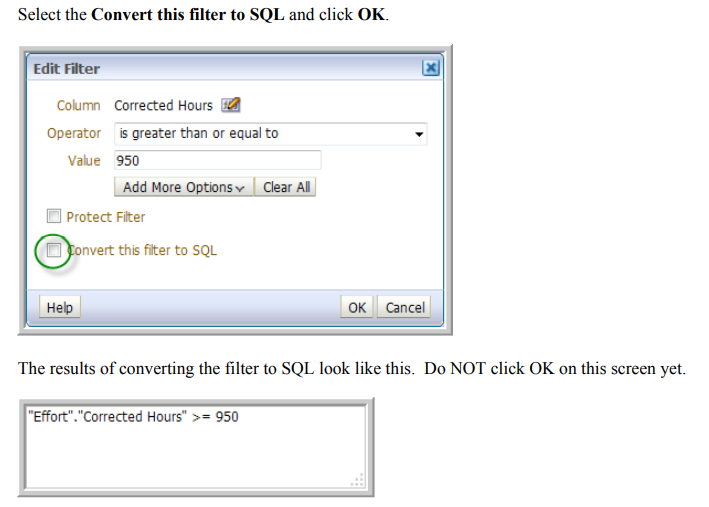 Select the Convert this filter to SQL and click OK.
Edit Filter
Column Corrected Hours
Operator is greater than or equal to
Value 950
Add More Options Clear All
Protect Filter
Convert this filter to SQL
Help OK Cancel
The results of converting the filter to SQL look like this.  Do NOT click OK on this screen yet.
"Effort"."Corrected Hours" >= 950